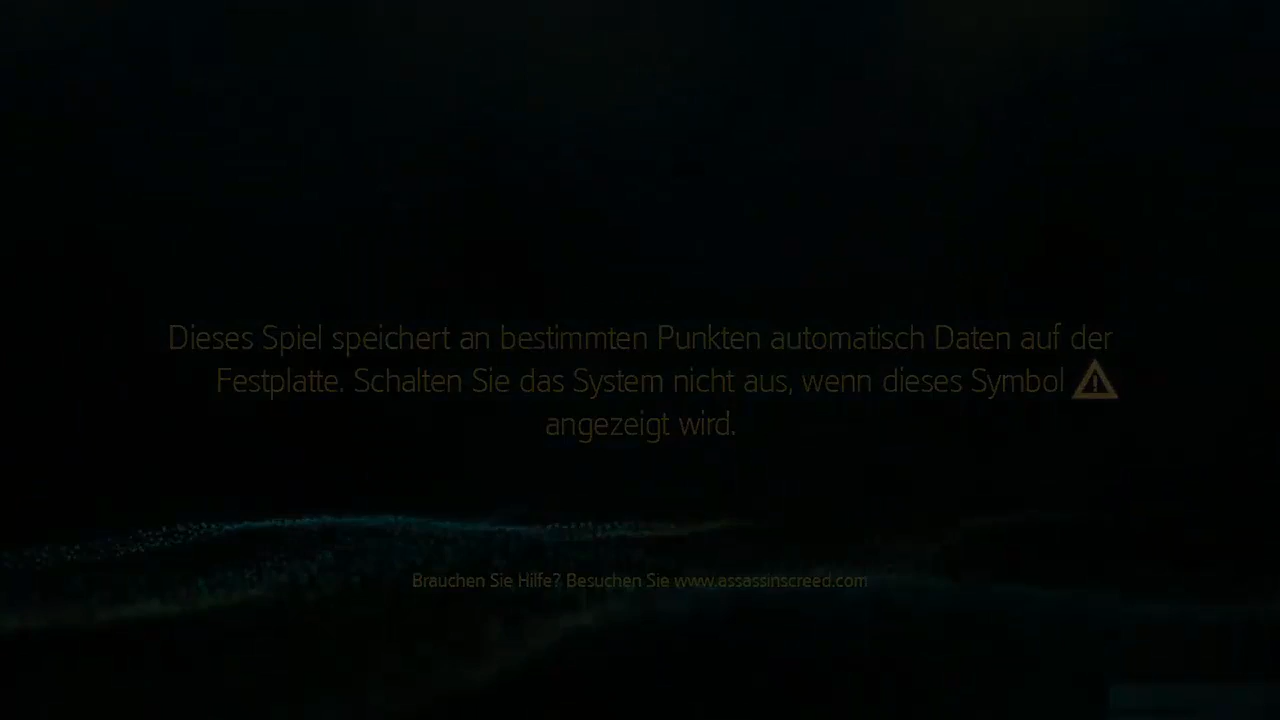 Dieses Spiel speichert an bestimmten Punkten automatisch Daten auf der
Festplatte. Schalten Sie das System nicht aus, wenn dieses Symbol
angezeigt wird.
Brauchen Sie Hilfe? Besuchen Sie www.assassinscreed.com